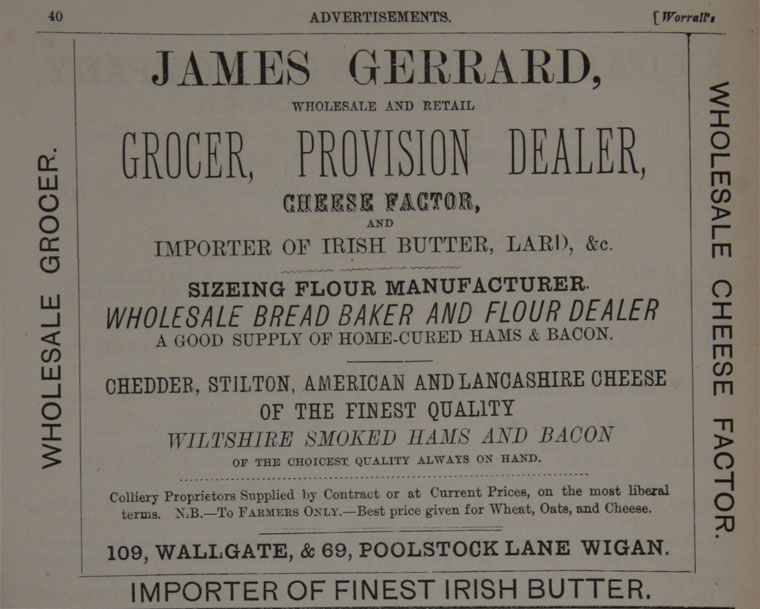 40
ADVERTISEMENTS.
[Worrall's
JAMES GERRARD,
WHOLESALE AND RETAIL
GROCER, PROVISION DEALER,
CHEESE FACTOR,
AND
IMPORTER OF IRISH BUTTER, LARD, &c.
SIZEING FLOUR MANUFACTURER.
WHOLESALE BREAD BAKER AND FLOUR DEALER
A GOOD SUPPLY OF HOME-CURED HAMS & BACON.
CHEDDER, STILTON, AMERICAN AND LANCASHIRE CHEESE
OF THE FINEST QUALITY
WILTSHIRE SMOKED HAMS AND BACON
OF THE CHOICEST QUALITY ALWAYS ON HAND.
Colliery Proprietors Supplied by Contract or at Current Prices, on the most liberal
terms. N.B.—To FARMERS ONLY.—Best price given for Wheat, Oats, and Cheese.
109, WALLGATE, & 69, POOLSTOCK LANE WIGAN.
WHOLESALE GROCER.
WHOLESALE CHEESE FACTOR.
IMPORTER OF FINEST IRISH BUTTER.